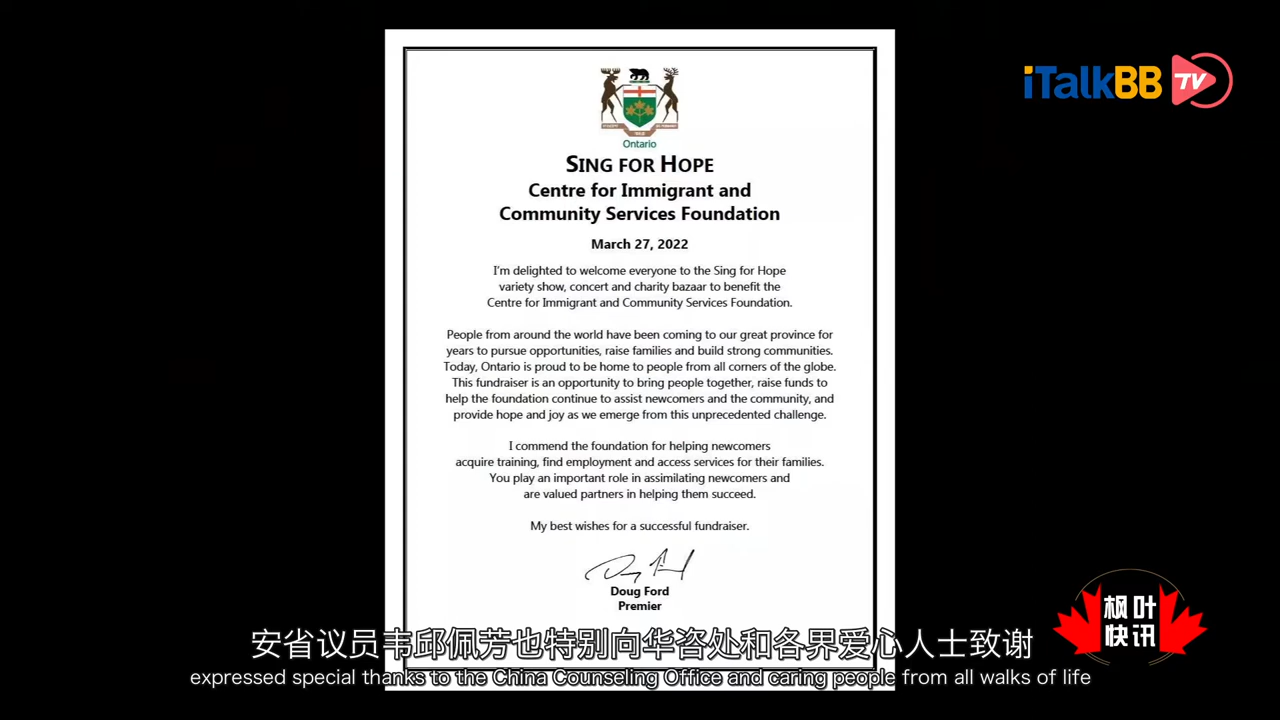 iTalkBB TV
Ontario
SING FOR HOPE
Centre for Immigrant and
Community Services Foundation
March 27, 2022
I'm delighted to welcome everyone to the Sing for Hope
variety show, concert and charity bazaar to benefit the
Centre for Immigrant and Community Services Foundation.
People from around the world have been coming to our great province for
years to pursue opportunities, raise families and build strong communities.
Today, Ontario is proud to be home to people from all corners of the globe.
This fundraiser is an opportunity to bring people together, raise funds to
help the foundation continue to assist newcomers and the community, and
provide hope and joy as we emerge from this unprecedented challenge.
I commend the foundation for helping newcomers
acquire training, find employment and access services for their families.
You play an important role in assimilating newcomers and
are valued partners in helping them succeed.
My best wishes for a successful fundraiser.
Doug Ford
Premier
枫叶
快讯
安省议员韦邱佩芳也特别向华咨处和各界爱心人士致谢
expressed special thanks to the China Counseling Office and caring people from all walks of life